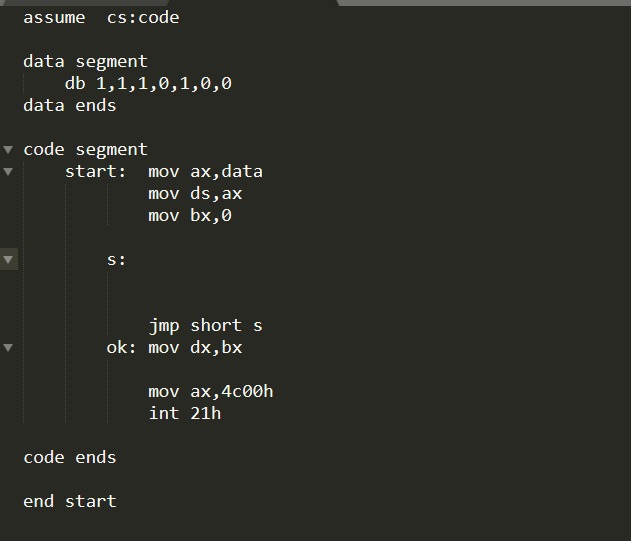 assume  cs:code
data segment
    db 1,1,1,0,1,0,0
data ends
code segment
    start:  mov ax,data
            mov ds,ax
            mov bx,0
        s:
            jmp short s
        ok: mov dx,bx
            mov ax,4c00h
            int 21h
code ends
end start